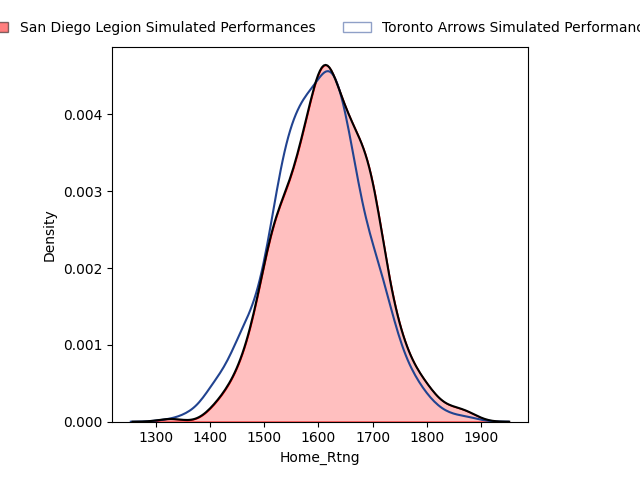 San Diego Legion Simulated Performances
Toronto Arrows Simulated
0.004
0.003
0.002
0.001
0.000
Density
1300 1400 1500 1600 1700 1800 1900
Home_Rtng